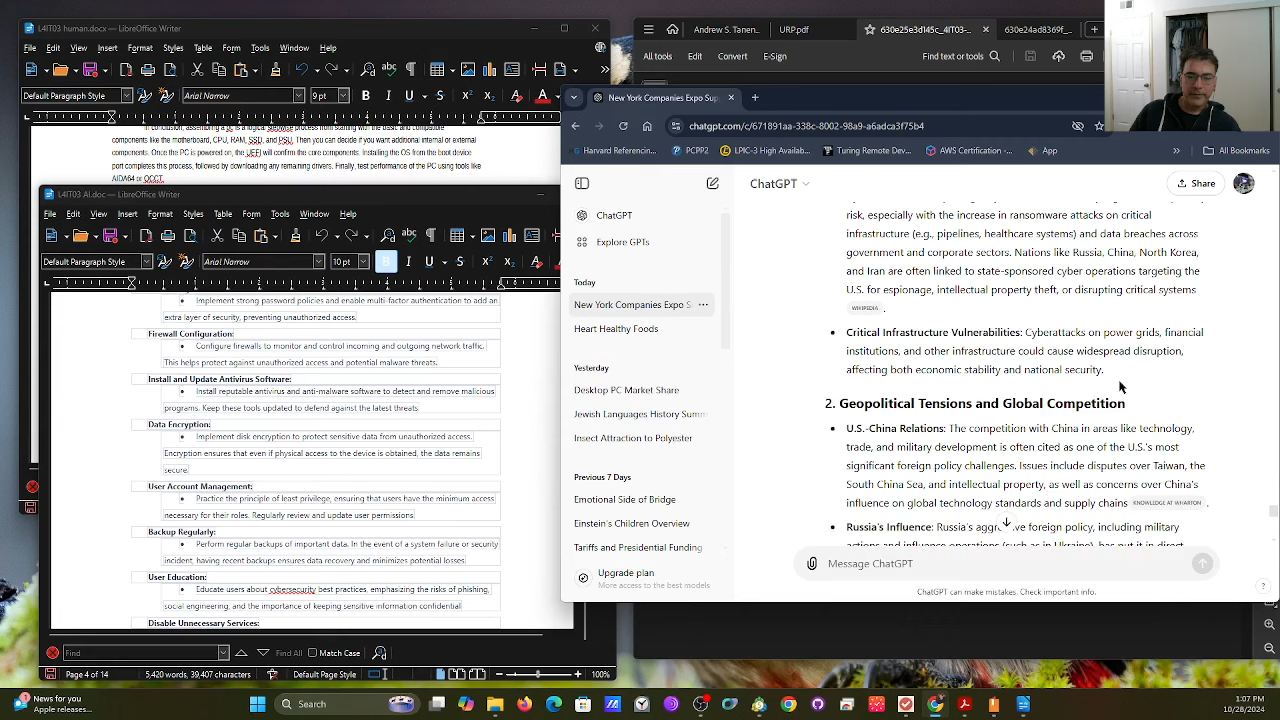 L4IT03 human.docx — LibreOffice Writer
File Edit View Insert Format Styles Table Form Tools Window Help
Default Paragraph Style
Arial Narrow
9 pt
In conclusion, assembling a pc is a logical stepwise process from starting with the basic and compatible
components like the motherboard, CPU, RAM, SSD, and PSU. Then you can decide if you want additional internal or external
components. Once the PC is powered on, the UEFI will confirm the core components. Installing the OS from the boot device
port completes this process, followed by downloading any remaining drivers. Finally, test performance of the PC using tools like
AIDA64 or OCCT.
L4IT03 AI.docx — LibreOffice Writer
File Edit View Insert Format Styles Table Form Tools Window Help
Default Paragraph Style
Arial Narrow
10 pt
Implement strong password policies and enable multi-factor authentication to add an
extra layer of security, preventing unauthorized access.
Firewall Configuration:
Configure firewalls to monitor and control incoming and outgoing network traffic.
This helps protect against unauthorized access and potential malware threats.
Install and Update Antivirus Software:
Install reputable antivirus and anti-malware software to detect and remove malicious
programs. Keep these tools updated to defend against the latest threats.
Data Encryption:
Implement disk encryption to protect sensitive data from unauthorized access.
Encryption ensures that even if physical access to the device is obtained, the data remains
secure.
User Account Management:
Practice the principle of least privilege, ensuring that users have the minimum access
necessary for their roles. Regularly review and update user permissions.
Backup Regularly:
Perform regular backups of important data. In the event of a system failure or security
incident, having recent backups ensures data recovery and minimizes potential losses.
User Education:
Educate users about cybersecurity best practices, emphasizing the risks of phishing,
social engineering, and the importance of keeping sensitive information confidential.
Disable Unnecessary Services:
Find
Find All
Match Case
Page 4 of 14
5,420 words, 39,407 characters
Default Page Style
100%
Andrew S. Tanen...
URP.pdf
630e25e3d145c_4IT03-...
630e24ad8369f_...
All tools Edit Convert E-Sign
Find text or tools
New York Companies Expo Sup
chatgpt.com/c/671891aa-338c-8002-98a9-a6adca3f75b4
Harvard Referencin...
PCPP2
LPIC-3 High Availab...
Turing Remote Dev...
AWS Certification -...
App
All Bookmarks
ChatGPT
Share
ChatGPT
Explore GPTs
Today
New York Companies Expo S
Heart Healthy Foods
Yesterday
Desktop PC Market Share
Jewish Languages History Summ
Insect Attraction to Polyester
Previous 7 Days
Emotional Side of Bridge
Einstein's Children Overview
Tariffs and Presidential Funding
Upgrade plan
More access to the best models
risk, especially with the increase in ransomware attacks on critical
infrastructure (e.g., pipelines, healthcare systems) and data breaches across
government and corporate sectors. Nations like Russia, China, North Korea,
and Iran are often linked to state-sponsored cyber operations targeting the
U.S. for espionage, intellectual property theft, or disrupting critical systems
WIKIPEDIA .
Critical Infrastructure Vulnerabilities: Cyberattacks on power grids, financial
institutions, and other infrastructure could cause widespread disruption,
affecting both economic stability and national security.
2. Geopolitical Tensions and Global Competition
U.S.-China Relations: The competition with China in areas like technology,
trade, and military development is often cited as one of the U.S.'s most
significant foreign policy challenges. Issues include disputes over Taiwan, the
South China Sea, and intellectual property, as well as concerns over China's
influence on global technology standards and supply chains KNOWLEDGE AT WHARTON .
Russia's Influence: Russia's foreign policy, including military
Message ChatGPT
ChatGPT can make mistakes. Check important info.
?
News for you
Apple releases...
Search
1:07 PM
10/28/2024